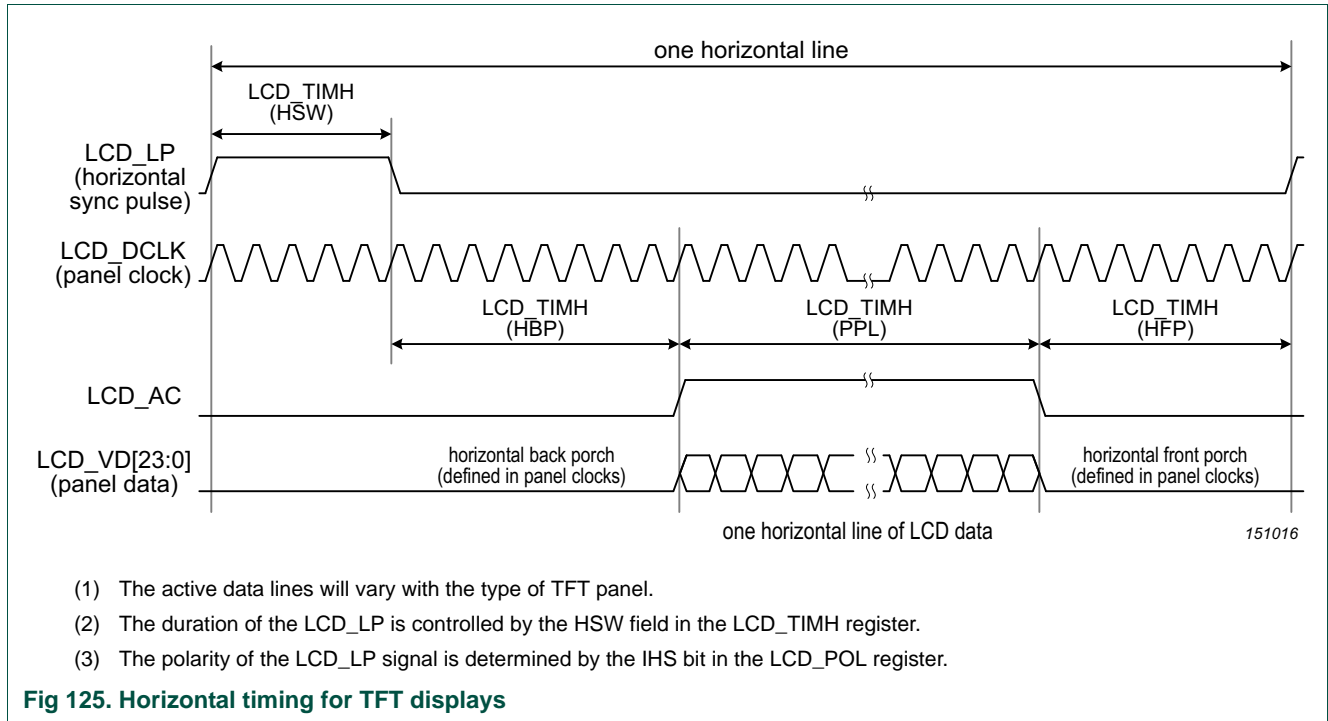 one horizontal line
LCD_TIMH
(HSW)
LCD_LP
(horizontal
sync pulse)
LCD_DCLK
(panel clock)
LCD_TIMH
(HBP)
LCD_TIMH
(PPL)
LCD_TIMH
(HFP)
LCD_AC
LCD_VD[23:0]
(panel data)
horizontal back porch
(defined in panel clocks)
horizontal front porch
(defined in panel clocks)
one horizontal line of LCD data
151016
(1) The active data lines will vary with the type of TFT panel.
(2) The duration of the LCD_LP is controlled by the HSW field in the LCD_TIMH register.
(3) The polarity of the LCD_LP signal is determined by the IHS bit in the LCD_POL register.
Fig 125. Horizontal timing for TFT displays